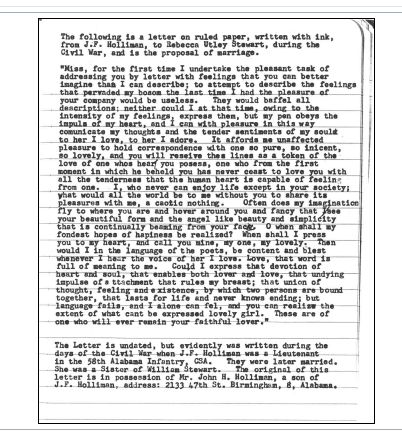 The following is a letter on ruled paper, written with ink,
from J.F. Holliman, to Rebecca Utley Stewart, during the
Civil War, and is the proposal of marriage.
"Miss, for the first time I undertake the pleasant task of
addressing you by letter with feelings that you can better
imagine than I can describe; to attempt to describe the feelings
that pervaded my bosom the last time I had the pleasure of
your company would be useless. They would baffel all
descriptions; neither could I at that time, owing to the
intensity of my feelings, express them, but my pen obeys the
impuls of my heart, and I can with pleasure in this way
comunicate my thoughts and the tender sentiments of my sould
to her I love, to her I adore. It affords me unaffected
pleasure to hold correspondence with one so pure, so inicent,
so lovely, and you will reseive thes lines as a token of the
love of one whos hear you posess, one who from the first
moment in which he beheld you has never ceast to love you with
all the tenderness that the human heart is capable of feeling
from one. I, who never can enjoy life except in your society;
what would all the world be to me without you to share its
pleasures with me, a caotic nothing. Often does my imagination
fly to where you are and hover around you and fancy that I see
your beautiful form and the angel like beauty and simplicity
that is continually beaming from your face. O when shall my
fondest hopes of hapiness be realized? When shall I press
you to my heart, and call you mine, my one, my lovely. Then
would I in the language of the poets, be content and blest
whenever I hear the voice of her I love. Love, that word is
full of meaning to me. Could I express that devotion of
heart and soul, that enables both lover and love, that undying
impulse of attachment that rules my breast; that union of
thought, feeling and existence, by which two persons are bound
together, that lasts for life and never knows ending; but
language fails, and I alone can fel, and you can realize the
extent of what cant be expressed lovely girl. These are of
one who will ever remain your faithful lover."
The Letter is undated, but evidently was written during the
days of the Civil War when J.F. Holliman was a Lieutenant
in the 58th Alabama Infantry, CSA. They were later married.
She was a Sister of William Stewart. The original of this
letter is in possession of Mr. John H. Holliman, a son of
J.F. Holliman, address: 2133 47th St. Birmingham, 8, Alabama.